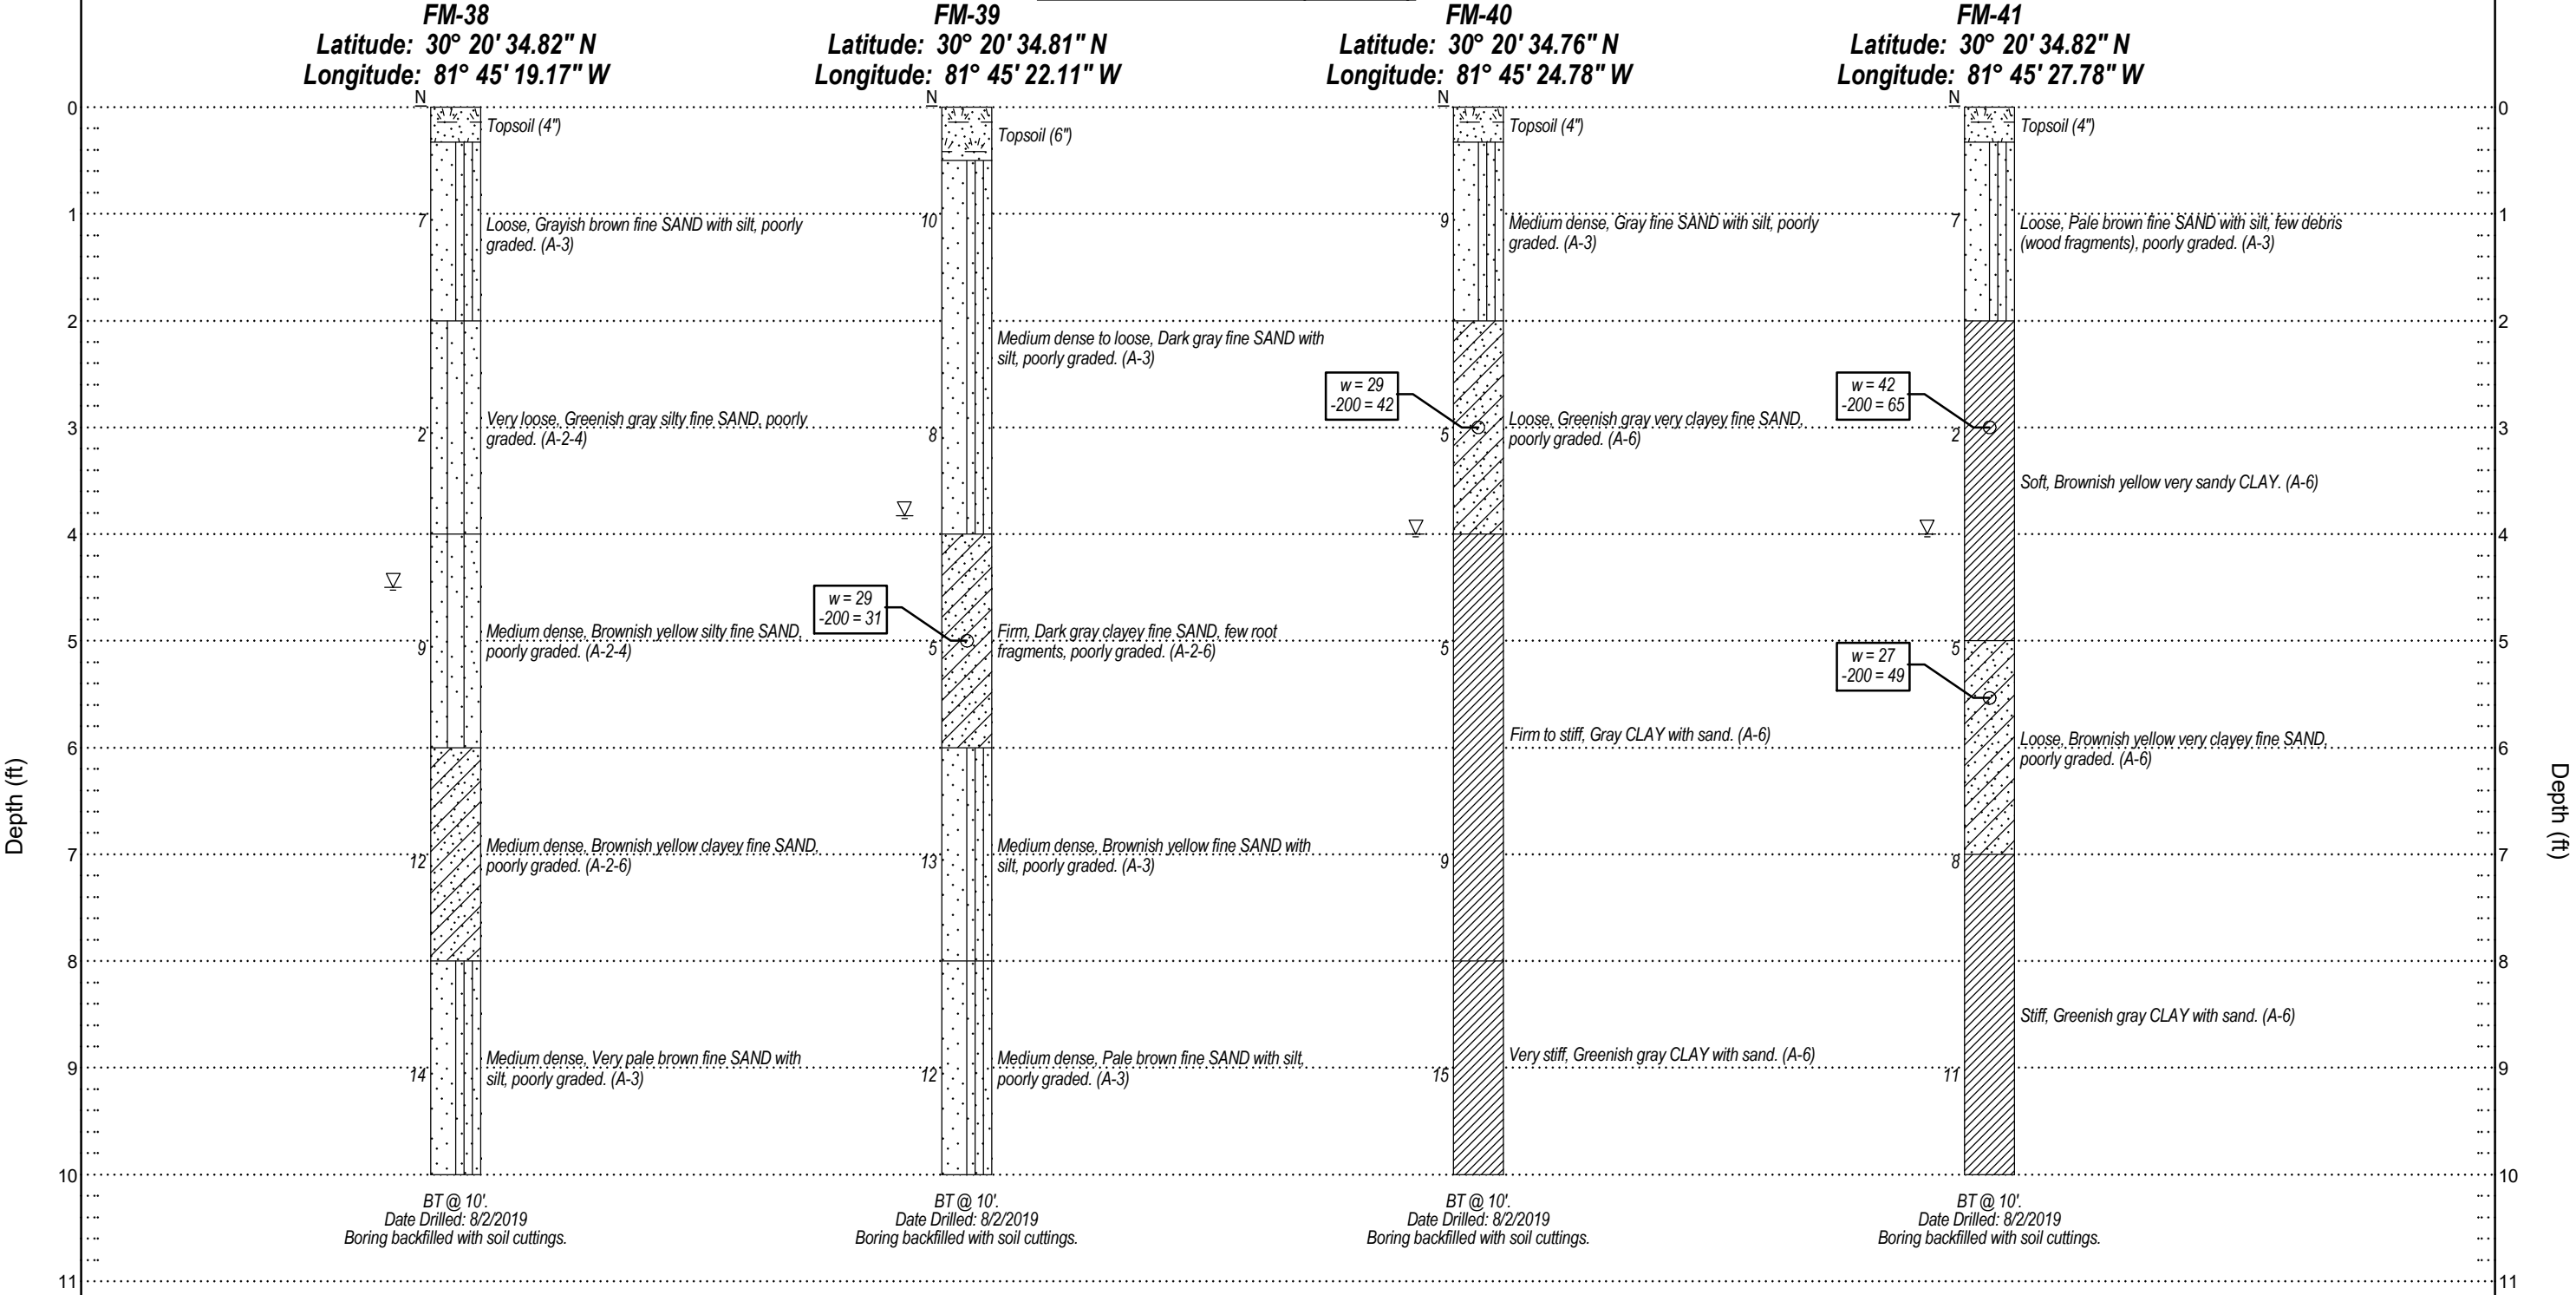 FM-38
Latitude: 30° 20' 34.82" N
Longitude: 81° 45' 19.17" W
FM-39
Latitude: 30° 20' 34.81" N
Longitude: 81° 45' 22.11" W
FM-40
Latitude: 30° 20' 34.76" N
Longitude: 81° 45' 24.78" W
FM-41
Latitude: 30° 20' 34.82" N
Longitude: 81° 45' 27.78" W
Depth (ft)
0
1
2
3
4
5
6
7
8
9
10
11
N
Topsoil (4")
7
Loose, Grayish brown fine SAND with silt, poorly
graded. (A-3)
2
Very loose, Greenish gray silty fine SAND, poorly
graded. (A-2-4)
9
Medium dense, Brownish yellow silty fine SAND,
poorly graded. (A-2-4)
12
Medium dense, Brownish yellow clayey fine SAND,
poorly graded. (A-2-6)
14
Medium dense, Very pale brown fine SAND with
silt, poorly graded. (A-3)
BT @ 10'.
Date Drilled: 8/2/2019
Boring backfilled with soil cuttings.
N
Topsoil (6")
10
Medium dense to loose, Dark gray fine SAND with
silt, poorly graded. (A-3)
8
w = 29
-200 = 31
5
Firm, Dark gray clayey fine SAND, few root
fragments, poorly graded. (A-2-6)
13
Medium dense, Brownish yellow fine SAND with
silt, poorly graded. (A-3)
12
Medium dense, Pale brown fine SAND with silt,
poorly graded. (A-3)
BT @ 10'.
Date Drilled: 8/2/2019
Boring backfilled with soil cuttings.
N
Topsoil (4")
9
Medium dense, Gray fine SAND with silt, poorly
graded. (A-3)
w = 29
-200 = 42
5
Loose, Greenish gray very clayey fine SAND,
poorly graded. (A-6)
5
Firm to stiff, Gray CLAY with sand. (A-6)
9
15
Very stiff, Greenish gray CLAY with sand. (A-6)
BT @ 10'.
Date Drilled: 8/2/2019
Boring backfilled with soil cuttings.
N
Topsoil (4")
7
Loose, Pale brown fine SAND with silt, few debris
(wood fragments), poorly graded. (A-3)
w = 42
-200 = 65
2
Soft, Brownish yellow very sandy CLAY. (A-6)
5
w = 27
-200 = 49
Loose, Brownish yellow very clayey fine SAND,
poorly graded. (A-6)
8
Stiff, Greenish gray CLAY with sand. (A-6)
11
BT @ 10'.
Date Drilled: 8/2/2019
Boring backfilled with soil cuttings.
0
1
2
3
4
5
6
7
8
9
10
11
Depth (ft)